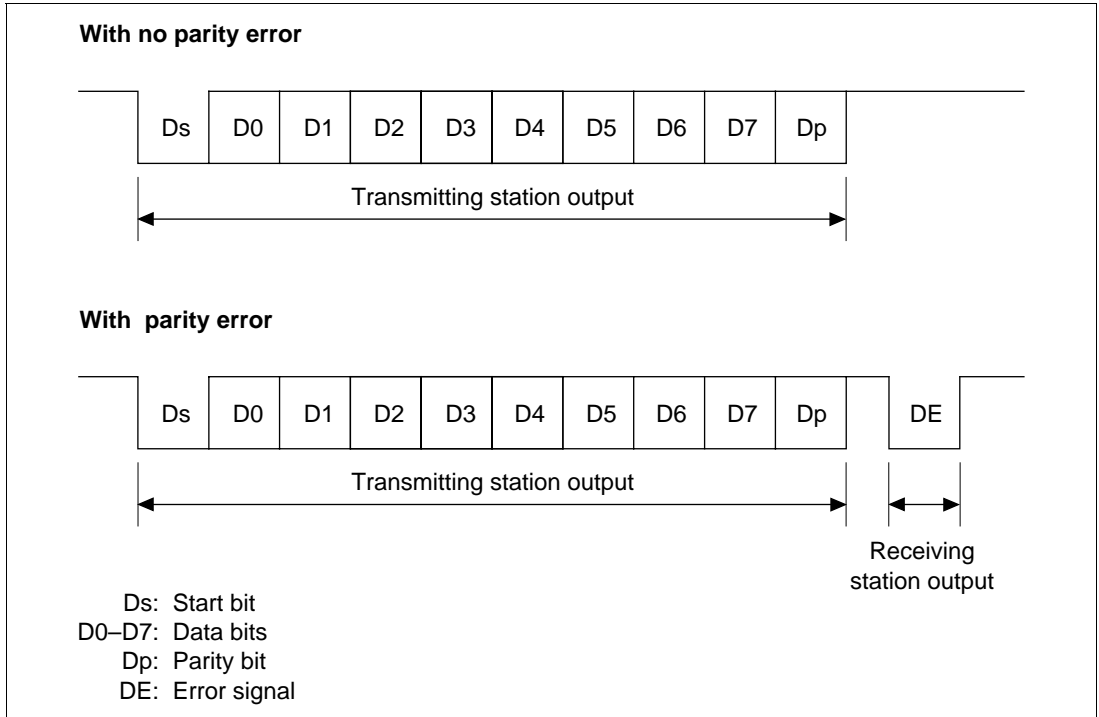 With no parity error
Ds D0 D1 D2 D3 D4 D5 D6 D7 Dp
Transmitting station output
With parity error
Ds D0 D1 D2 D3 D4 D5 D6 D7 Dp DE
Transmitting station output
Receiving
station output
Ds: Start bit
D0–D7: Data bits
Dp: Parity bit
DE: Error signal